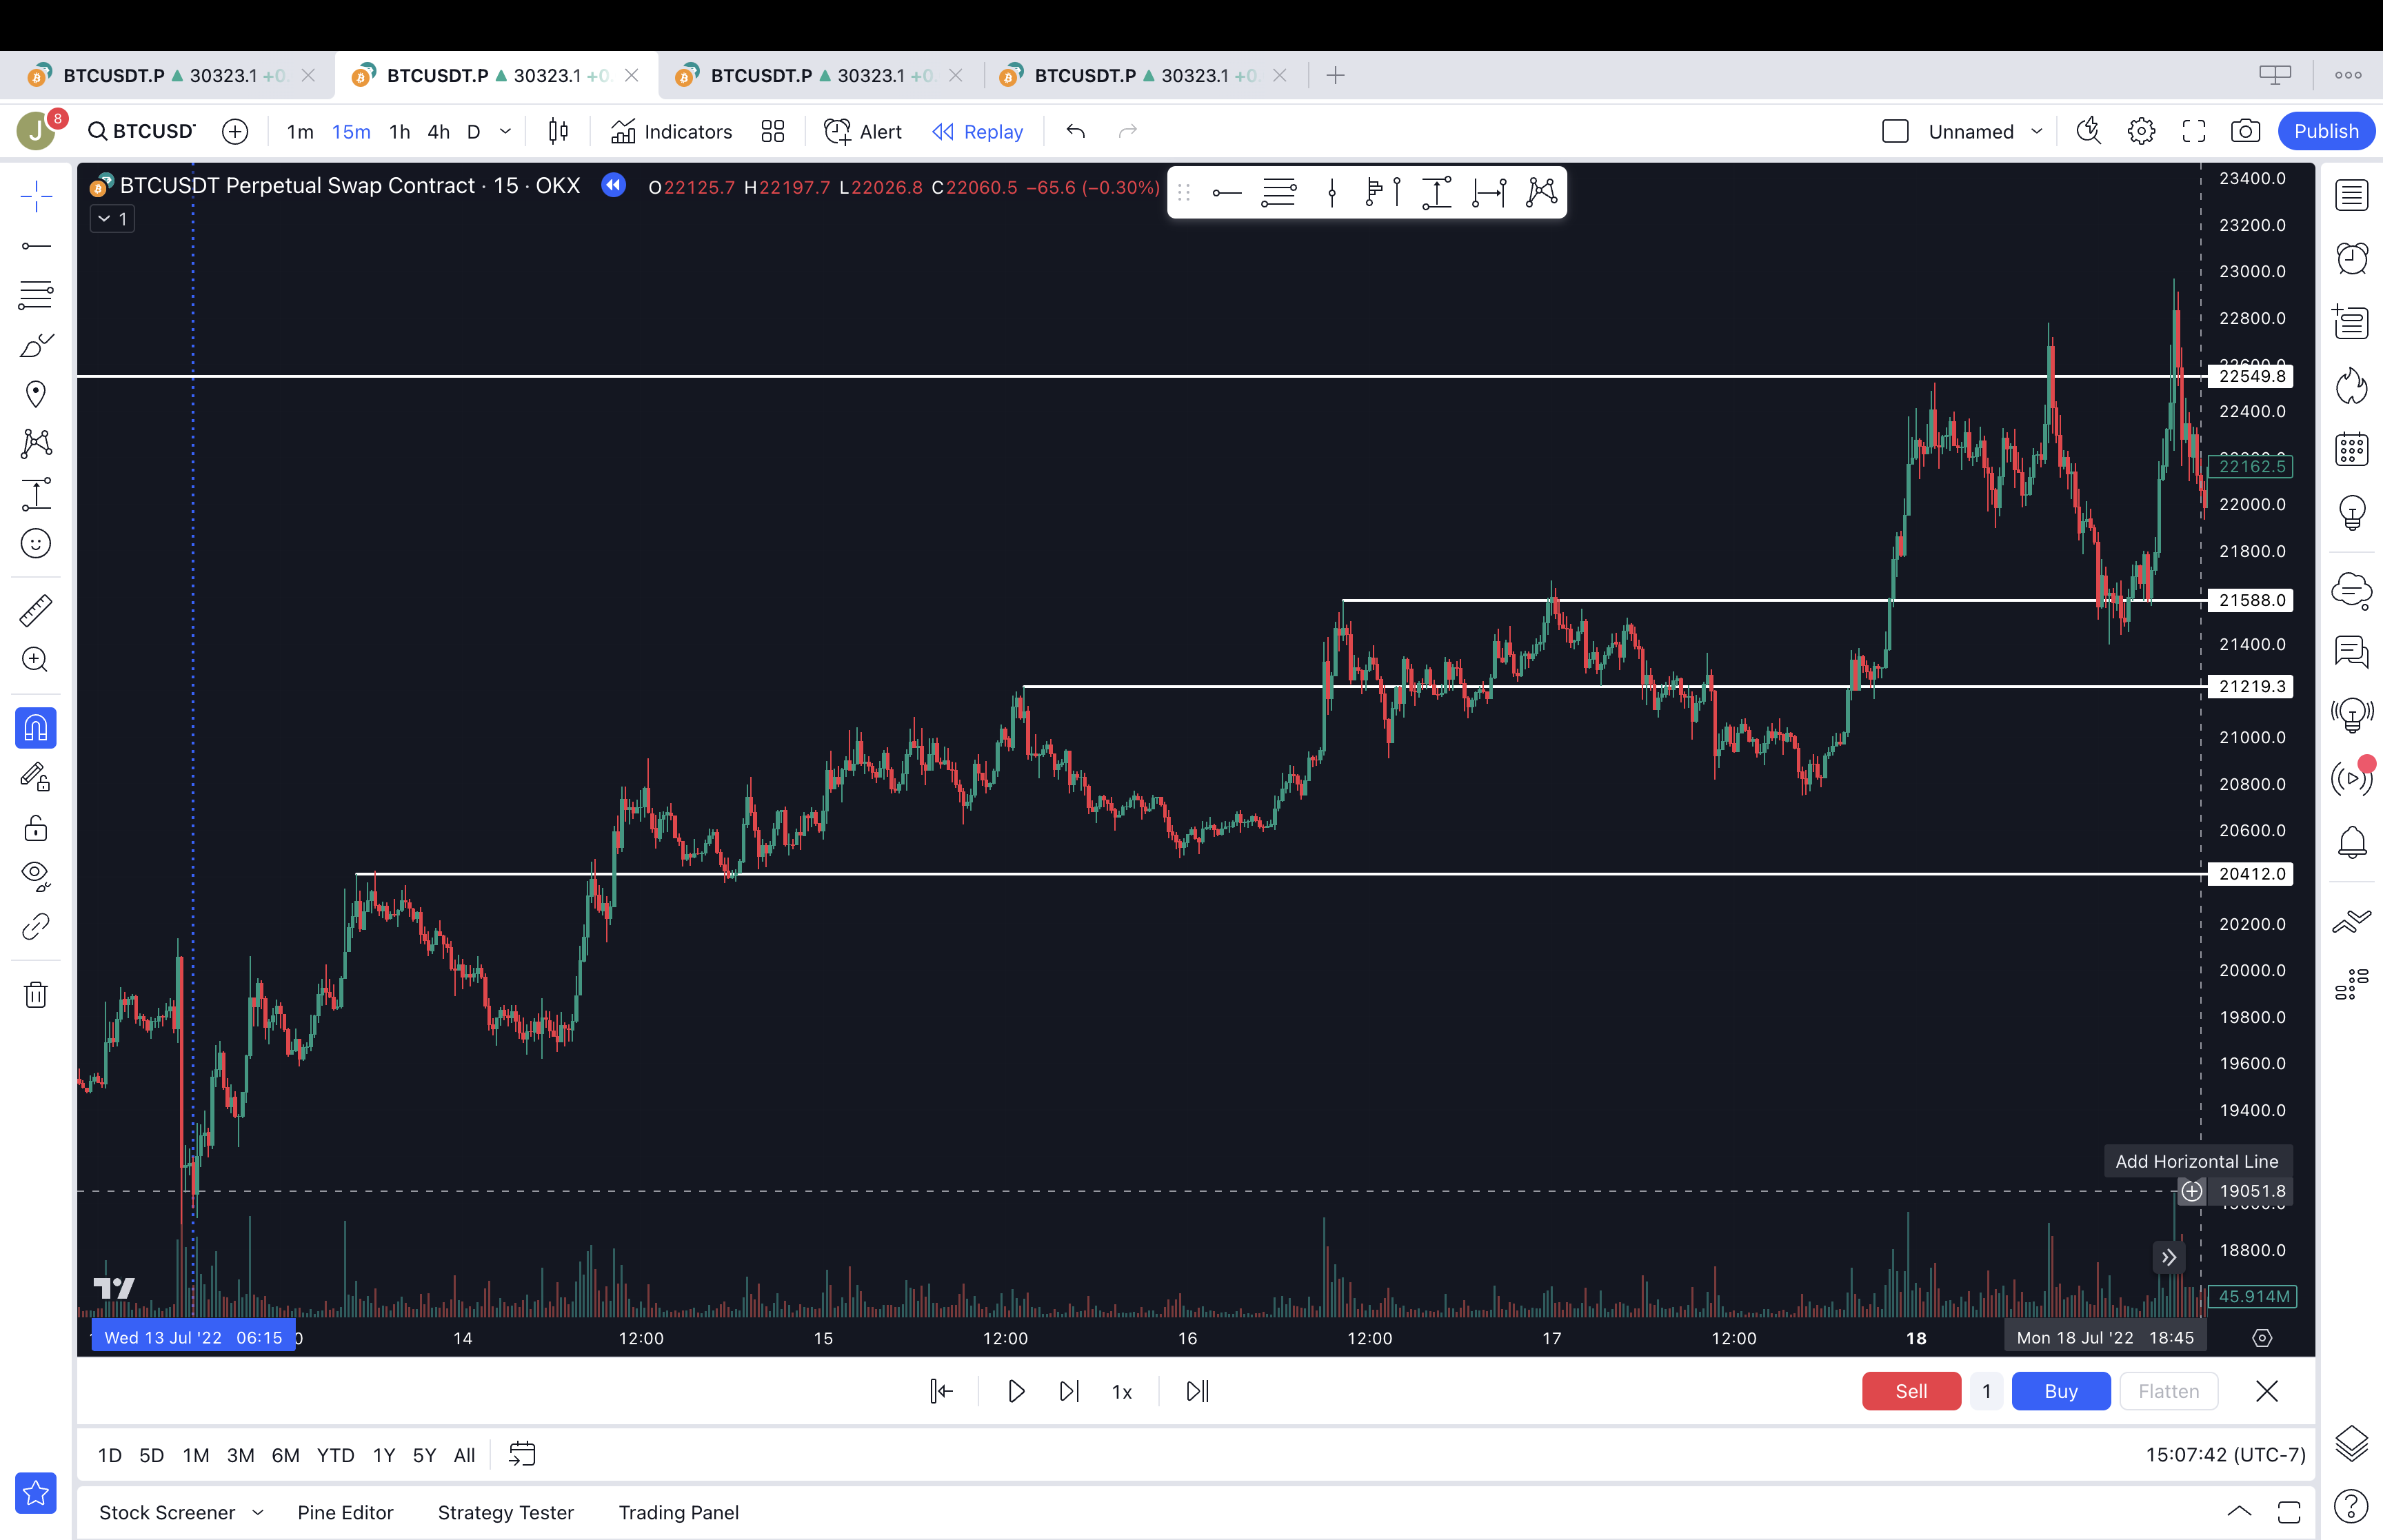 BTCUSDT.P 30323.1 +0. BTCUSDT.P 30323.1 +0. BTCUSDT.P 30323.1 +0. BTCUSDT.P 30323.1 +0.
J 8 BTCUSD 1m 15m 1h 4h D Indicators Alert Replay Unnamed Publish
BTCUSDT Perpetual Swap Contract · 15 · OKX O22125.7 H22197.7 L22026.8 C22060.5 −65.6 (−0.30%)
1
23400.0
23200.0
23000.0
22800.0
22600.0
22549.8
22400.0
22162.5
22000.0
21800.0
21588.0
21400.0
21219.3
21000.0
20800.0
20600.0
20412.0
20200.0
20000.0
19800.0
19600.0
19400.0
Add Horizontal Line
19051.8
18800.0
45.914M
Wed 13 Jul '22 06:15 14 12:00 15 12:00 16 12:00 17 12:00 18 Mon 18 Jul '22 18:45
1x Sell 1 Buy Flatten
1D 5D 1M 3M 6M YTD 1Y 5Y All 15:07:42 (UTC-7)
Stock Screener Pine Editor Strategy Tester Trading Panel